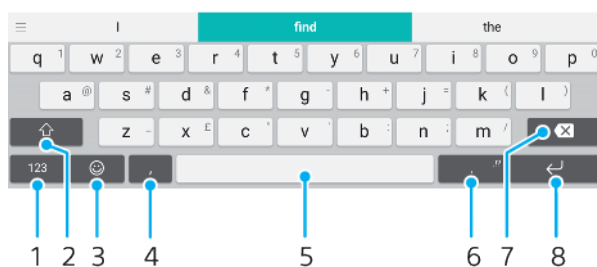 I find the
q 1 w 2 e 3 r 4 t 5 y 6 u 7 i 8 o 9 p 0
a @ s # d & f * g - h + j = k ( l )
z _ x £ c " v ' b : n ; m /
123 , . ,!?
1 2 3 4 5 6 7 8